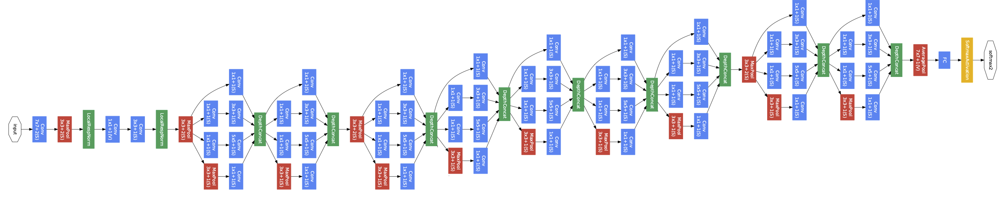 input
Conv
7x7+2(S)
MaxPool
3x3+2(S)
LocalRespNorm
Conv
1x1+1(V)
Conv
3x3+1(S)
LocalRespNorm
MaxPool
3x3+2(S)
Conv
1x1+1(S)
Conv
1x1+1(S)
MaxPool
3x3+1(S)
Conv
1x1+1(S)
Conv
3x3+1(S)
Conv
5x5+1(S)
Conv
1x1+1(S)
DepthConcat
Conv
1x1+1(S)
Conv
1x1+1(S)
MaxPool
3x3+1(S)
Conv
1x1+1(S)
Conv
3x3+1(S)
Conv
5x5+1(S)
Conv
1x1+1(S)
DepthConcat
MaxPool
3x3+2(S)
Conv
1x1+1(S)
Conv
1x1+1(S)
MaxPool
3x3+1(S)
Conv
1x1+1(S)
Conv
3x3+1(S)
Conv
5x5+1(S)
Conv
1x1+1(S)
DepthConcat
Conv
1x1+1(S)
Conv
1x1+1(S)
MaxPool
3x3+1(S)
Conv
1x1+1(S)
Conv
3x3+1(S)
Conv
5x5+1(S)
Conv
1x1+1(S)
DepthConcat
Conv
1x1+1(S)
Conv
1x1+1(S)
MaxPool
3x3+1(S)
Conv
1x1+1(S)
Conv
3x3+1(S)
Conv
5x5+1(S)
Conv
1x1+1(S)
DepthConcat
Conv
1x1+1(S)
Conv
1x1+1(S)
MaxPool
3x3+1(S)
Conv
1x1+1(S)
Conv
3x3+1(S)
Conv
5x5+1(S)
Conv
1x1+1(S)
DepthConcat
Conv
1x1+1(S)
Conv
1x1+1(S)
MaxPool
3x3+1(S)
Conv
1x1+1(S)
Conv
3x3+1(S)
Conv
5x5+1(S)
Conv
1x1+1(S)
DepthConcat
MaxPool
3x3+2(S)
Conv
1x1+1(S)
Conv
1x1+1(S)
MaxPool
3x3+1(S)
Conv
1x1+1(S)
Conv
3x3+1(S)
Conv
5x5+1(S)
Conv
1x1+1(S)
DepthConcat
Conv
1x1+1(S)
Conv
1x1+1(S)
MaxPool
3x3+1(S)
Conv
1x1+1(S)
Conv
3x3+1(S)
Conv
5x5+1(S)
Conv
1x1+1(S)
DepthConcat
AveragePool
7x7+1(V)
FC
SoftmaxActivation
softmax2